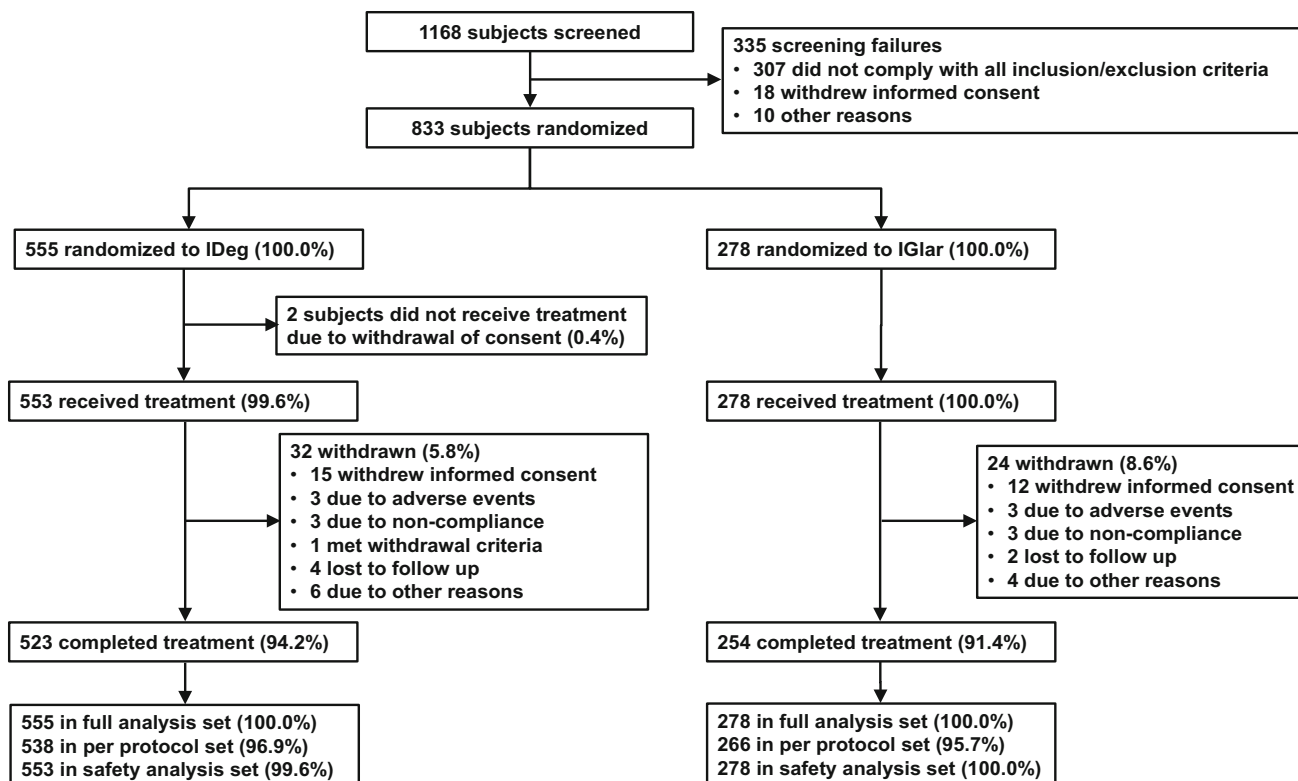 1168 subjects screened
335 screening failures
• 307 did not comply with all inclusion/exclusion criteria
• 18 withdrew informed consent
• 10 other reasons
833 subjects randomized
555 randomized to IDeg (100.0%)
278 randomized to IGlar (100.0%)
2 subjects did not receive treatment
due to withdrawal of consent (0.4%)
553 received treatment (99.6%)
278 received treatment (100.0%)
32 withdrawn (5.8%)
• 15 withdrew informed consent
• 3 due to adverse events
• 3 due to non-compliance
• 1 met withdrawal criteria
• 4 lost to follow up
• 6 due to other reasons
24 withdrawn (8.6%)
• 12 withdrew informed consent
• 3 due to adverse events
• 3 due to non-compliance
• 2 lost to follow up
• 4 due to other reasons
523 completed treatment (94.2%)
254 completed treatment (91.4%)
555 in full analysis set (100.0%)
538 in per protocol set (96.9%)
553 in safety analysis set (99.6%)
278 in full analysis set (100.0%)
266 in per protocol set (95.7%)
278 in safety analysis set (100.0%)